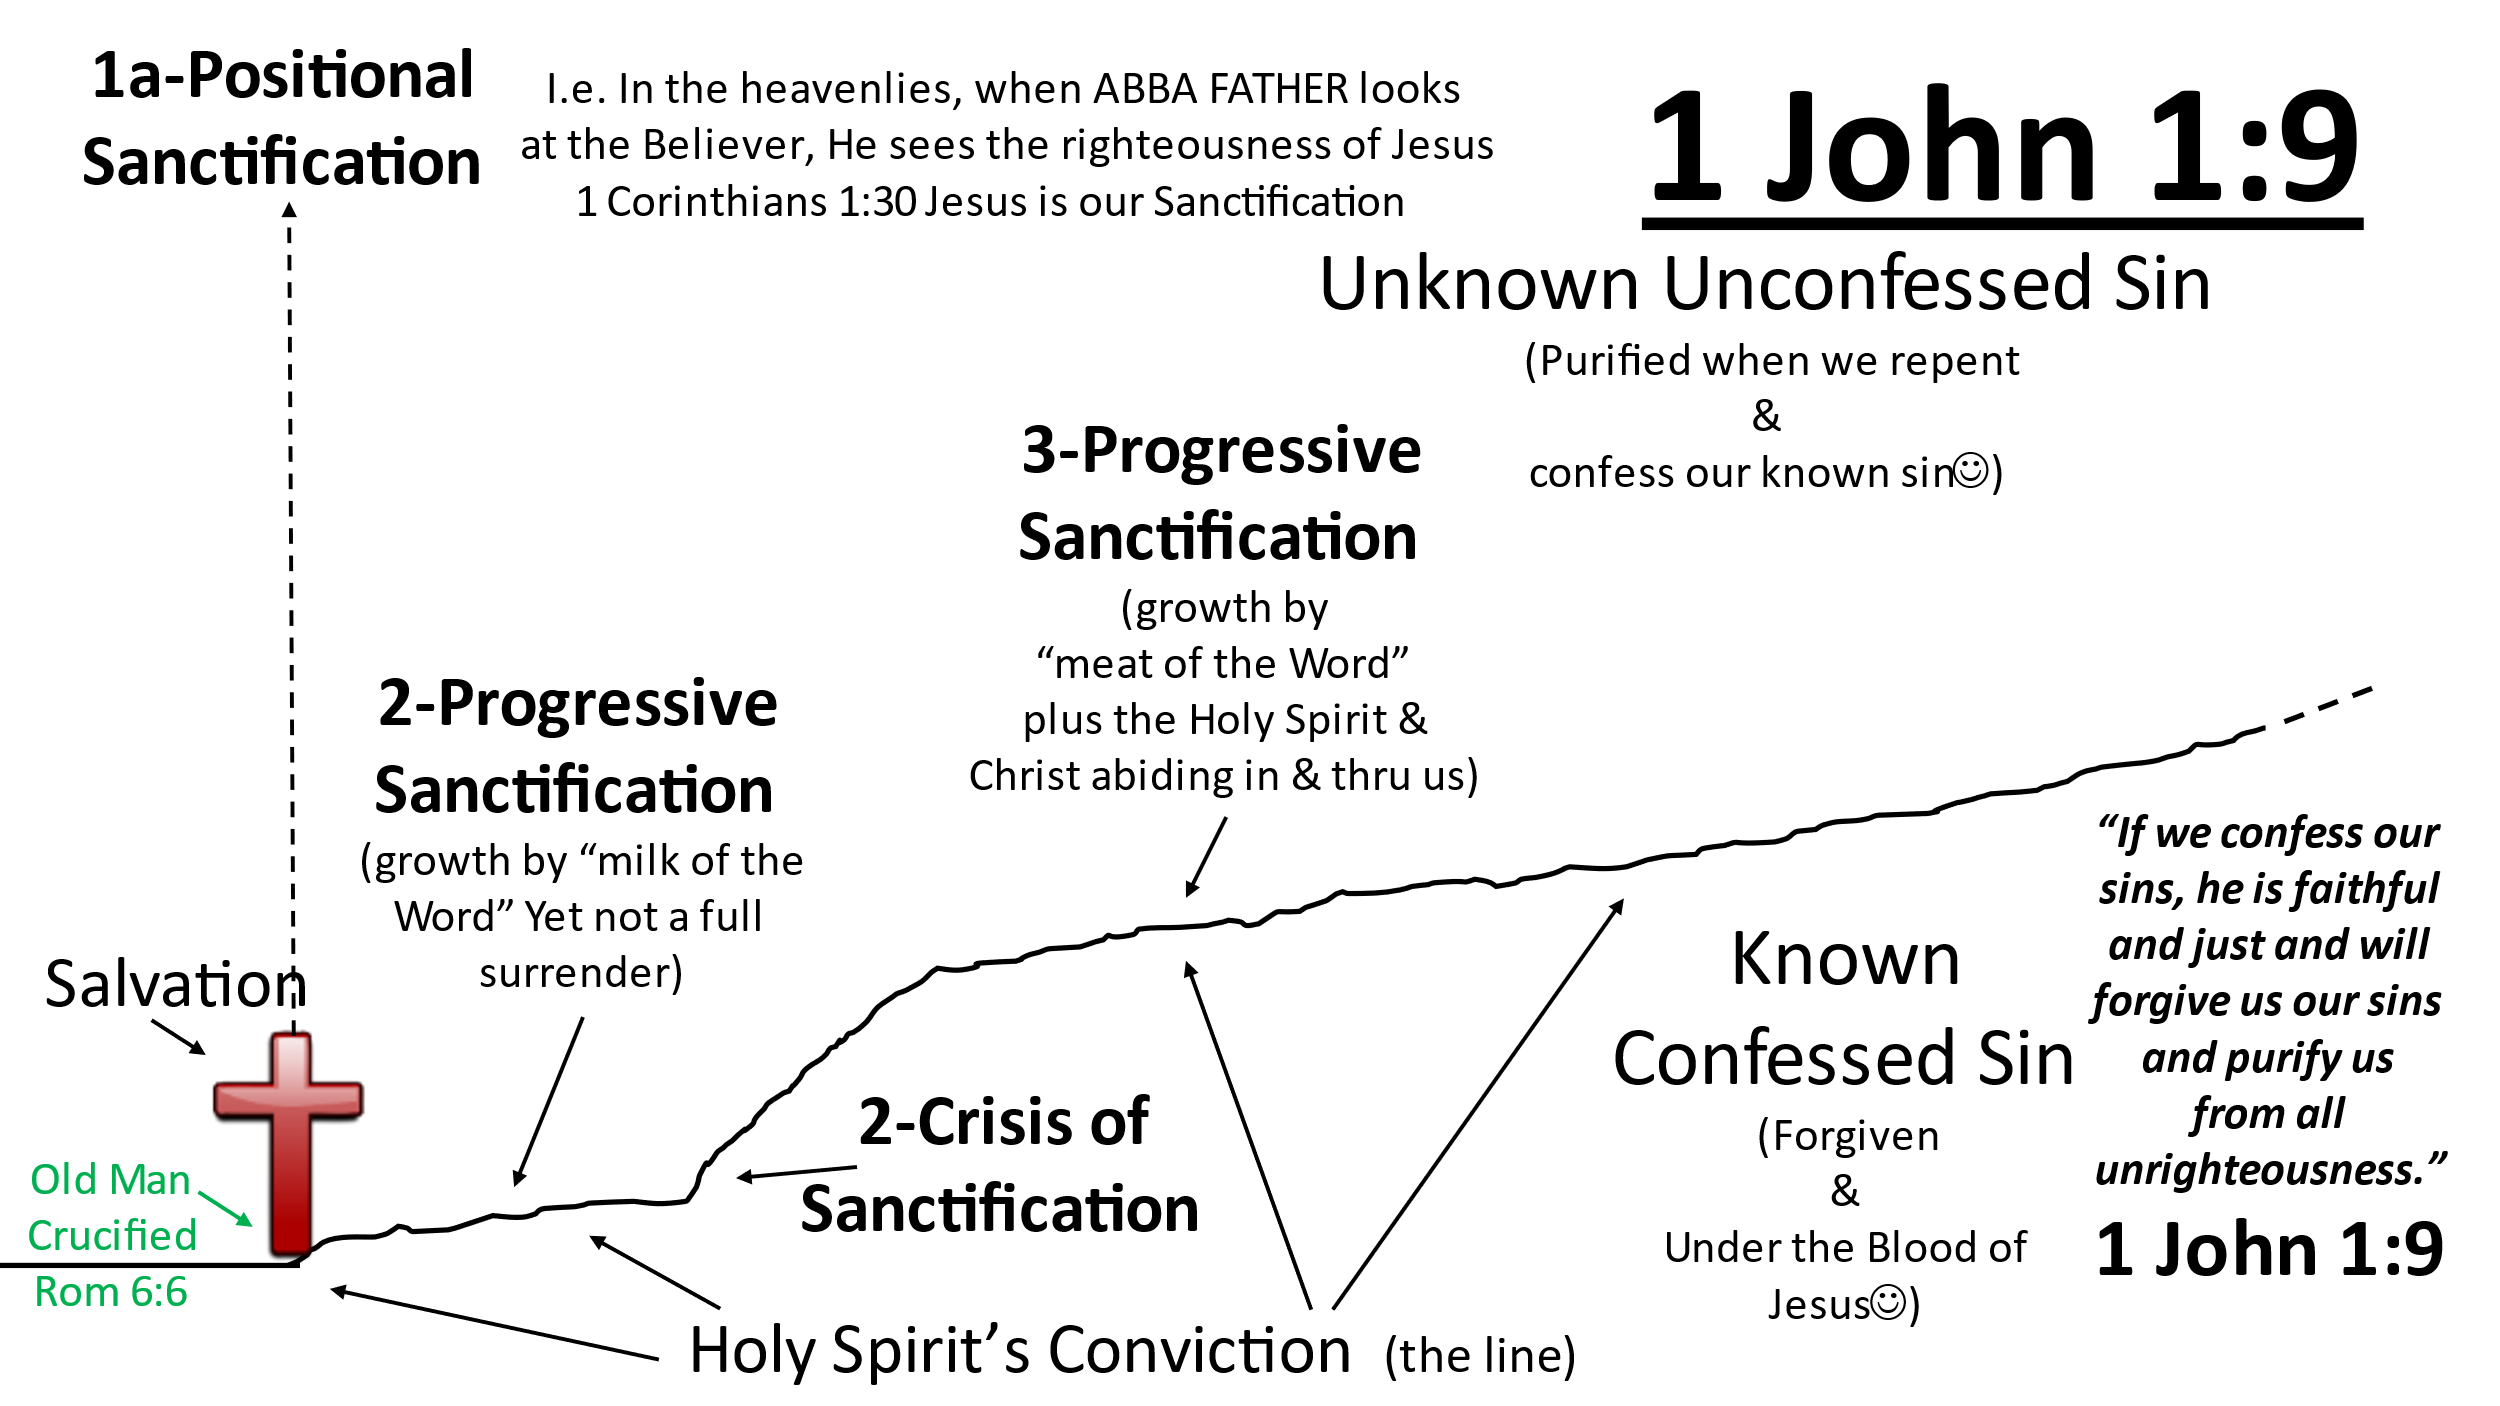 1a-Positional
Sanctification
I.e. In the heavenlies, when ABBA FATHER looks
at the Believer, He sees the righteousness of Jesus
1 Corinthians 1:30 Jesus is our Sanctification
1 John 1:9
Unknown Unconfessed Sin
(Purified when we repent
&
confess our known sin☺)
3-Progressive
Sanctification
(growth by
“meat of the Word”
plus the Holy Spirit &
Christ abiding in & thru us)
2-Progressive
Sanctification
(growth by “milk of the
Word” Yet not a full
surrender)
Salvation
Old Man
Crucified
Rom 6:6
2-Crisis of
Sanctification
Holy Spirit’s Conviction (the line)
Known
Confessed Sin
(Forgiven
&
Under the Blood of
Jesus☺)
“If we confess our
sins, he is faithful
and just and will
forgive us our sins
and purify us
from all
unrighteousness.”
1 John 1:9